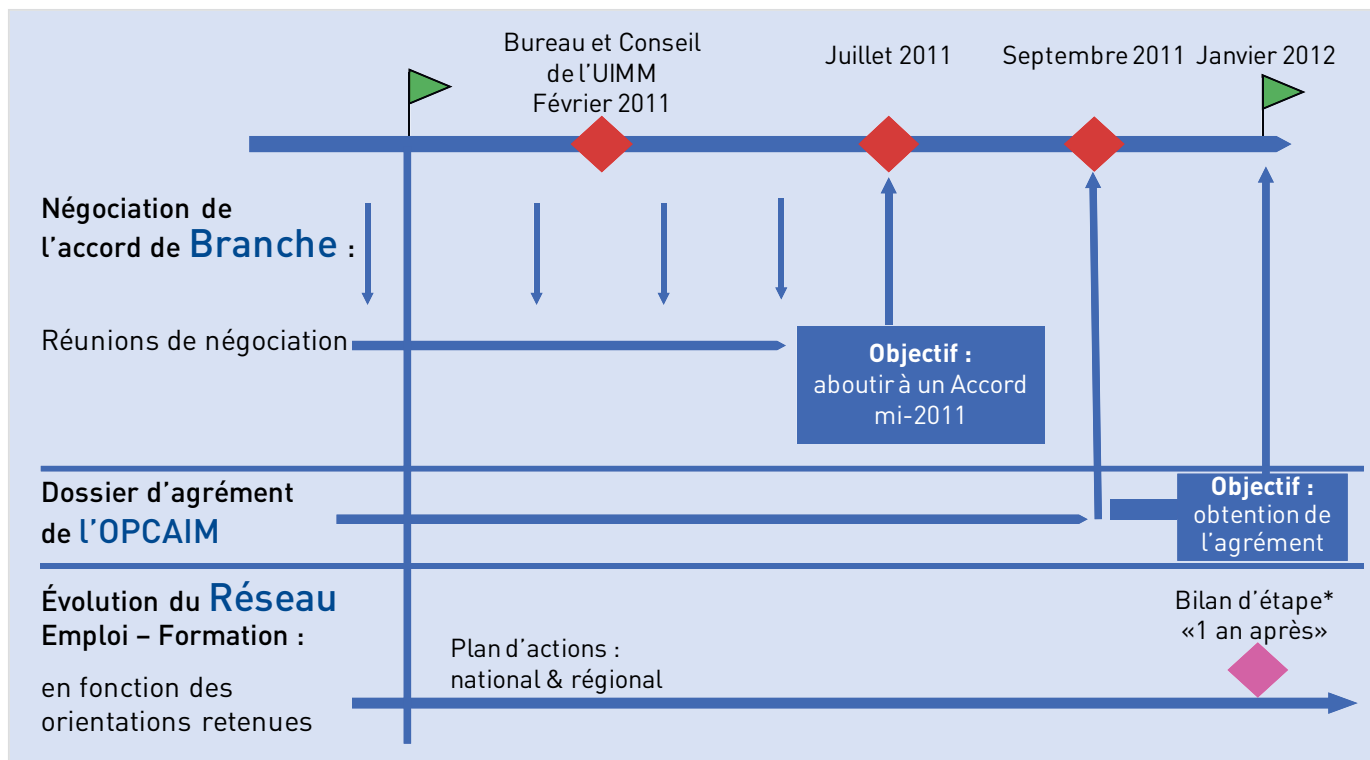 Bureau et Conseil
de l'UIMM
Février 2011
Juillet 2011
Septembre 2011
Janvier 2012
Négociation de
l'accord de Branche :
Réunions de négociation
Objectif :
aboutir à un Accord
mi-2011
Dossier d'agrément
de l'OPCAIM
Objectif :
obtention de
l'agrément
Évolution du Réseau
Emploi – Formation :
en fonction des
orientations retenues
Plan d'actions :
national & régional
Bilan d'étape*
«1 an après»